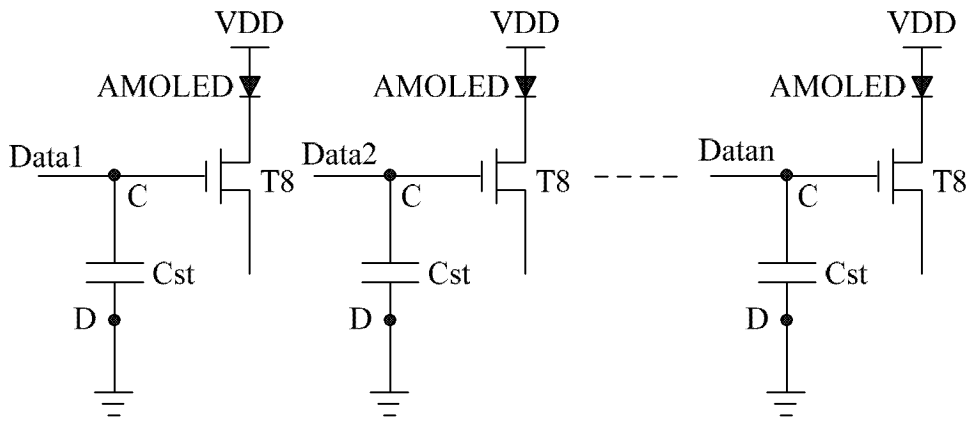 VDD VDD VDD
AMOLED AMOLED AMOLED
Data1 Data2 Datan
T8 T8 T8
C C C
Cst Cst Cst
D D D